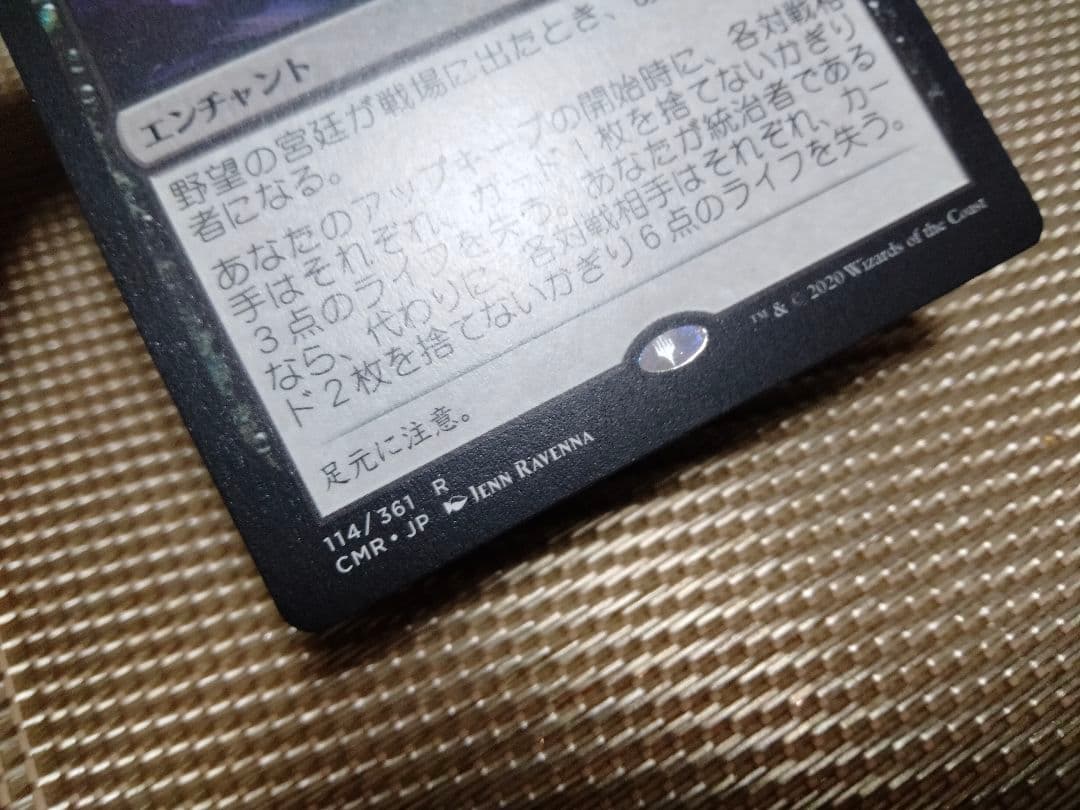 エンチャント
野望の宮廷が戦場に出たとき、あ
者になる。
あなたのアップキープの開始時に、各対戦相
手はそれぞれ、カード１枚を捨てないかぎり
３点のライフを失う。あなたが統治者である
なら、代わりに、各対戦相手はそれぞれ、カー
ド２枚を捨てないかぎり６点のライフを失う。
足元に注意。
114/361 R
CMR • JP JENN RAVENNA
™ & © 2020 Wizards of the Coast